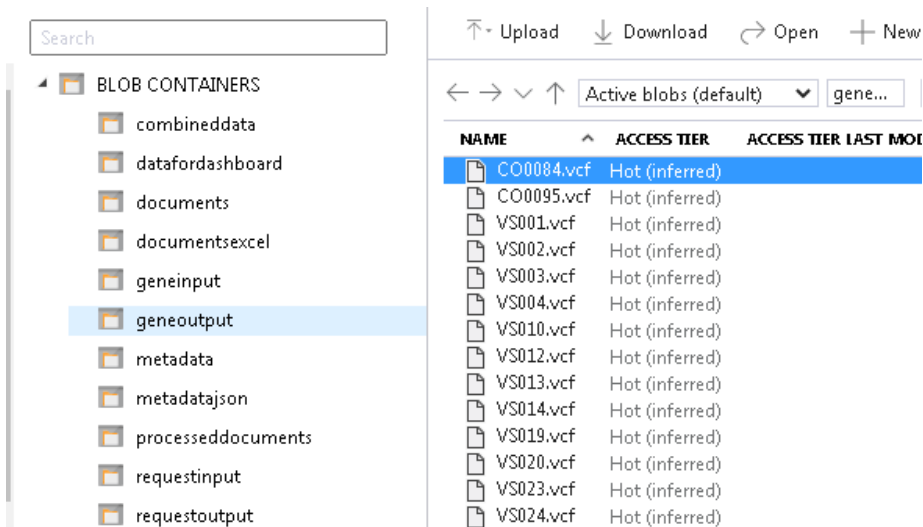 Search
BLOB CONTAINERS
combineddata
datafordashboard
documents
documentsexcel
geneinput
geneoutput
metadata
metadatajson
processeddocuments
requestinput
requestoutput
Upload Download Open New
Active blobs (default) gene...
NAME ACCESS TIER ACCESS TIER LAST MOD
CO0084.vcf Hot (inferred)
CO0095.vcf Hot (inferred)
VS001.vcf Hot (inferred)
VS002.vcf Hot (inferred)
VS003.vcf Hot (inferred)
VS004.vcf Hot (inferred)
VS010.vcf Hot (inferred)
VS012.vcf Hot (inferred)
VS013.vcf Hot (inferred)
VS014.vcf Hot (inferred)
VS019.vcf Hot (inferred)
VS020.vcf Hot (inferred)
VS023.vcf Hot (inferred)
VS024.vcf Hot (inferred)